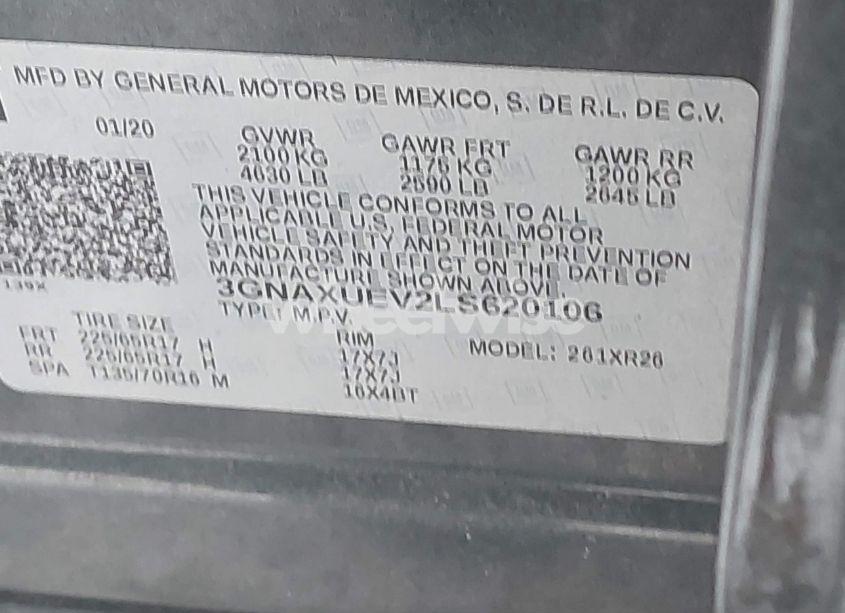 MFD BY GENERAL MOTORS DE MEXICO, S. DE R.L. DE C.V.
01/20 GVWR GAWR FRT GAWR RR
2100 KG 1176 KG 1200 KG
4630 LB 2590 LB 2645 LB
THIS VEHICLE CONFORMS TO ALL
APPLICABLE U.S. FEDERAL MOTOR
VEHICLE SAFETY AND THEFT PREVENTION
STANDARDS IN EFFECT ON THE DATE OF
MANUFACTURE SHOWN ABOVE.
3GNAXUEV2LS620106
TYPE: M.P.V.
TIRE SIZE RIM MODEL: 261XR26
FRT 225/65R17 H 17X7J
RR 225/65R17 H 17X7J
SPA T135/70R16 M 16X4BT
wheelwise